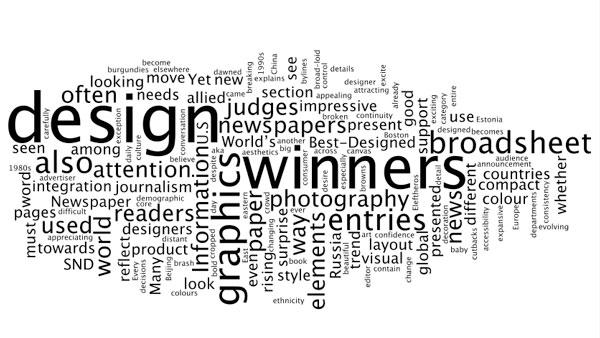 become
burgundies
elsewhere
dawned
1990s
China
see
bylines
broad-loid
control
details
looking
move
Yet
new
came
breaking
explains
designer
excite
often
needs
allied
section
appealing
attracting
already
good
exciting
category
entire
design
carefully
exception
conversation
U.S
judges
impressive
support
use
Estonia
newspapers
present
broken
continuity
designed
becomes
seen
among
daily
culture
World's
another
Best-Designed
Boston
broadsheet
also
attention.
believe
despite
aka
aesthetics
big
across
canvas
winners
audience
announcement
countries
1980s
word
advertiser
integration
journalism
Information
graphics
consumer
desire
especially
browns
Eleftheros
detail
compact
whether
Newspaper
core
demographic
day
eastern
crowd
photography
colour
pages
difficult
readers
paper
ever
entries
presented
decoration
news
different
expansive
Europe
consistency
departments
must
used
world
designers
East
changing
surprise
way
elements
Russia
art
confidence
trend
layout
global
cutbacks
accessibility
evolving
appreciating
towards
distant
reflect
product
cropped
bold
even
rising
book
beautiful
visual
baby
SND
Every
decisions
Many
Beijing
brash
look
style
editor
contain
change
colours
ethnicity